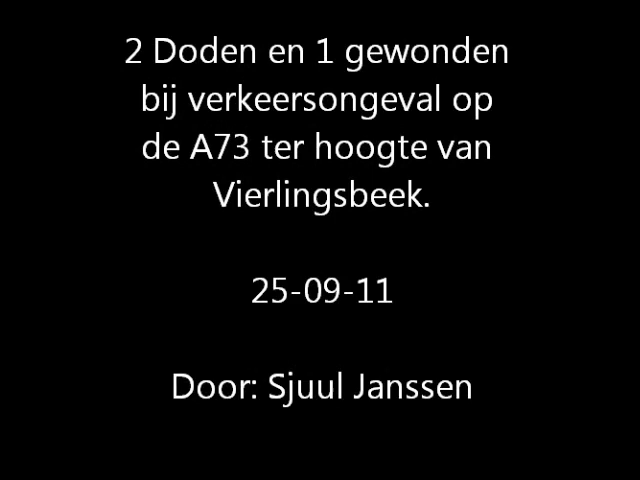 2 Doden en 1 gewonden
bij verkeersongeval op
de A73 ter hoogte van
Vierlingsbeek.
25-09-11
Door: Sjuul Janssen